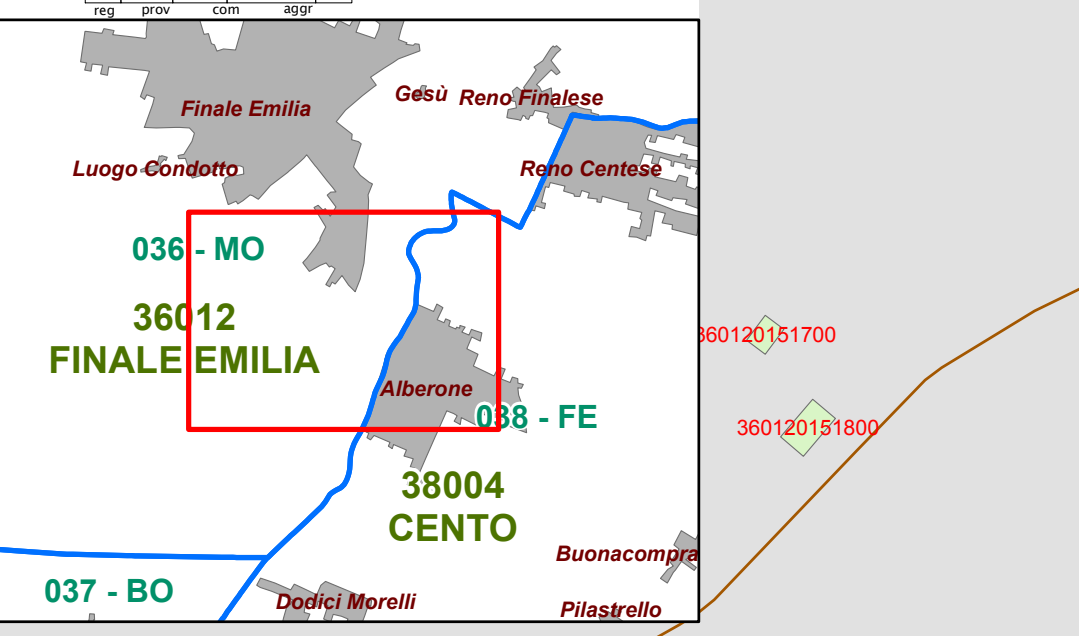 reg prov com aggr
Gesù
Reno Finalese
Finale Emilia
Luogo Condotto
Reno Centese
036 - MO
36012
FINALE EMILIA
360120151700
Alberone
038 - FE
360120151800
38004
CENTO
Buonacompra
037 - BO
Dodici Morelli
Pilastrello